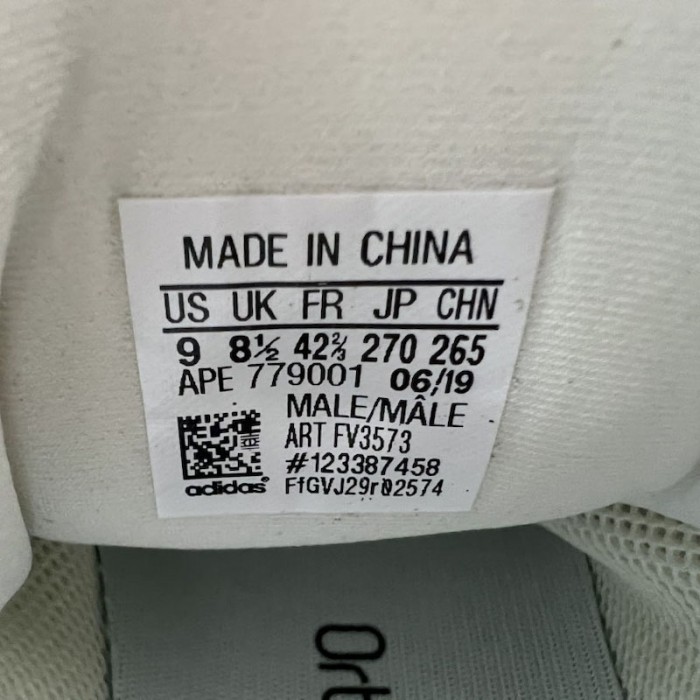 MADE IN CHINA
US UK FR JP CHN
9 8½ 42⅔ 270 265
APE 779001 06/19
MALE/MÂLE
ART FV3573
#123387458
adidas® FfGVJ29r02574
Ort